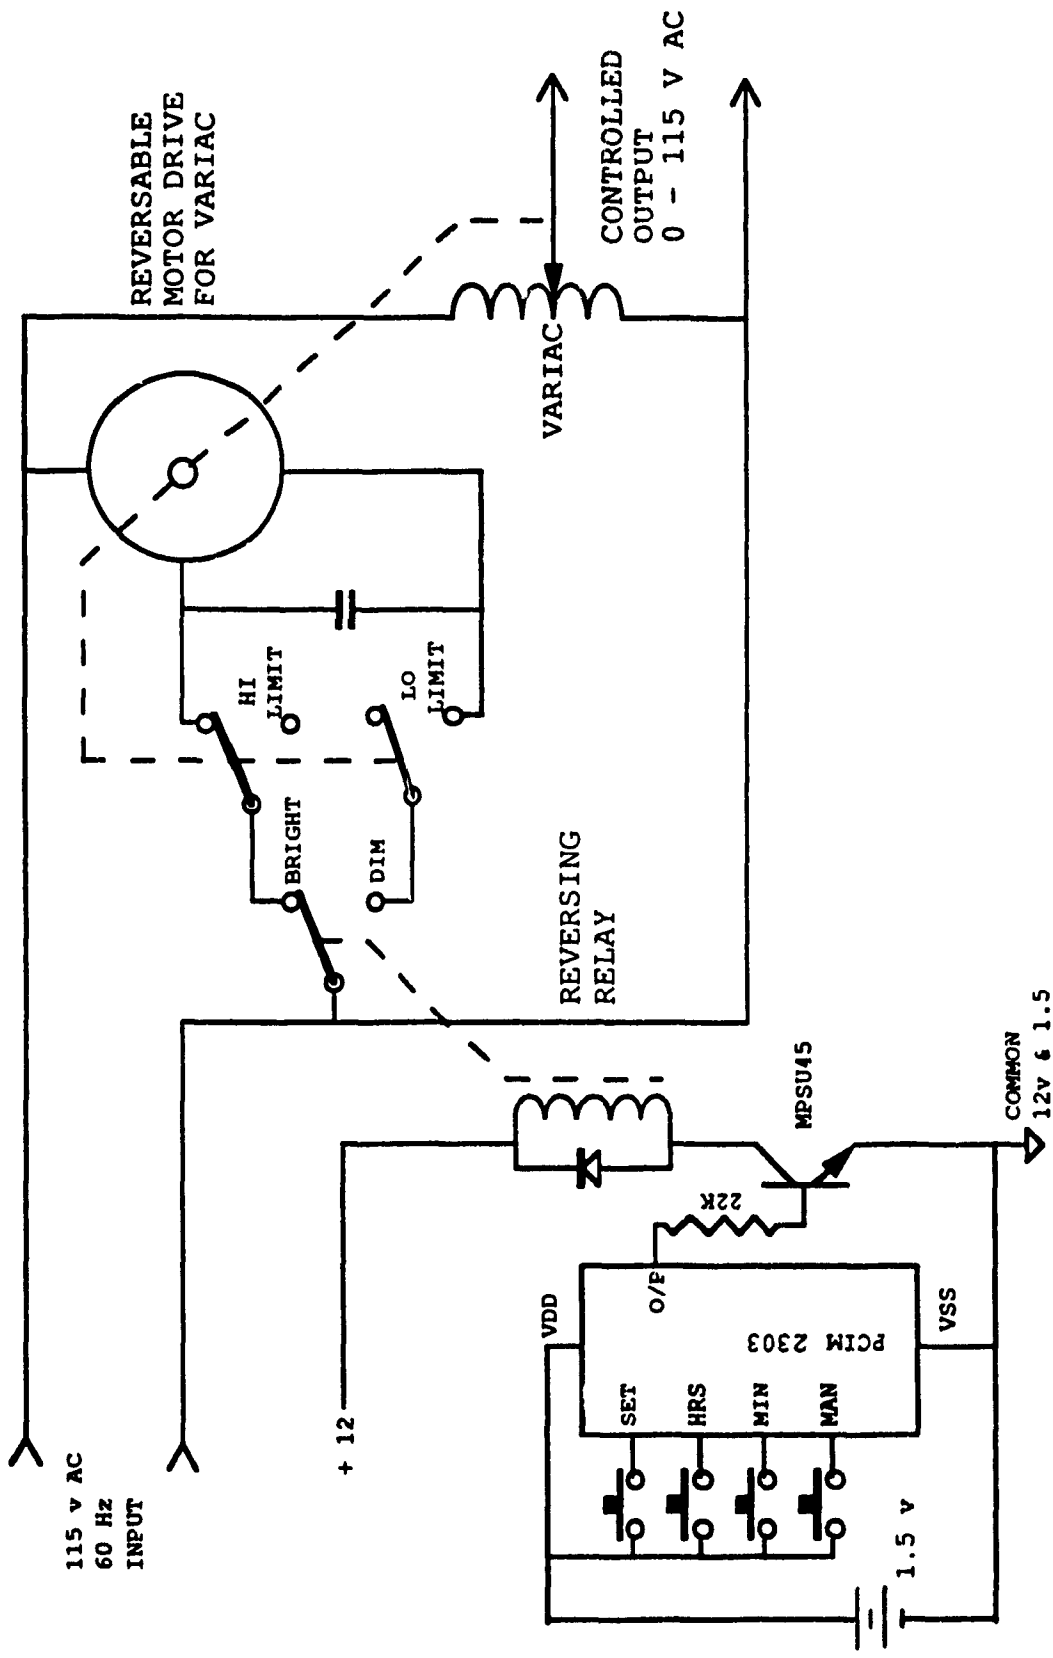 REVERSABLE
MOTOR DRIVE
FOR VARIAC
CONTROLLED
OUTPUT
0 - 115 V AC
VARIAC
HI
LIMIT
LO
LIMIT
BRIGHT
DIM
REVERSING
RELAY
115 v AC
60 Hz
INPUT
+ 12
MPSU45
COMMON
12v & 1.5
22K
VDD
O/P
PCIM 2303
VSS
SET
HRS
MIN
MAN
1.5 v